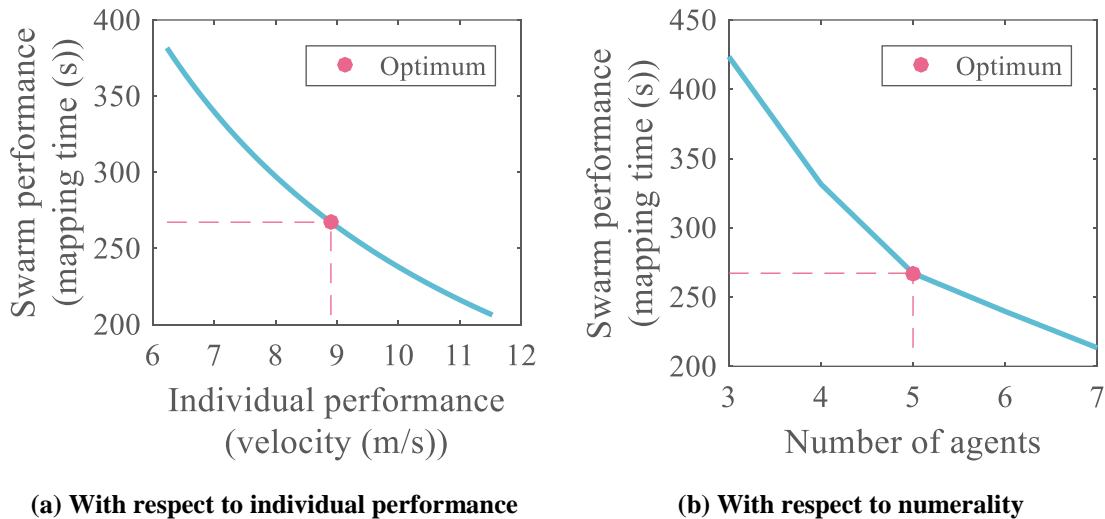 Swarm performance
(mapping time (s))
400
350
300
250
200
Optimum
6
7
8
9
10
11
12
Individual performance
(velocity (m/s))
(a) With respect to individual performance
Swarm performance
(mapping time (s))
450
400
350
300
250
200
Optimum
3
4
5
6
7
Number of agents
(b) With respect to numerality